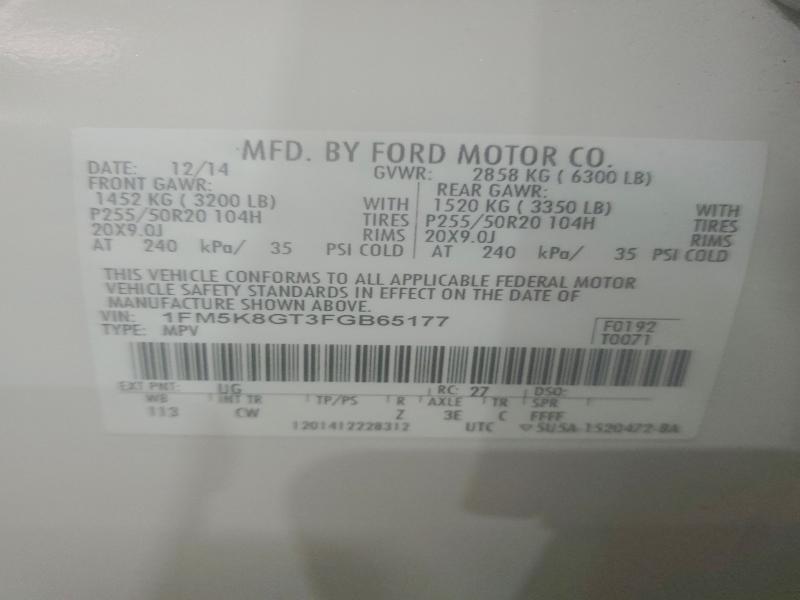 MFD. BY FORD MOTOR CO.
DATE: 12/14 GVWR: 2858 KG ( 6300 LB)
FRONT GAWR: REAR GAWR:
1452 KG ( 3200 LB) WITH 1520 KG ( 3350 LB) WITH
P255/50R20 104H TIRES P255/50R20 104H TIRES
20X9.0J RIMS 20X9.0J RIMS
AT 240 kPa/ 35 PSI COLD AT 240 kPa/ 35 PSI COLD
THIS VEHICLE CONFORMS TO ALL APPLICABLE FEDERAL MOTOR
VEHICLE SAFETY STANDARDS IN EFFECT ON THE DATE OF
MANUFACTURE SHOWN ABOVE.
VIN: 1FM5K8GT3FGB65177
TYPE: MPV
F0192
T0071
EXT PNT: UG RC: 27 DSO:
WB INT TR TP/PS R AXLE TR SPR
113 CW Z 3E C FFFF
1201412228312 UTC 5U5A-1520472-BA